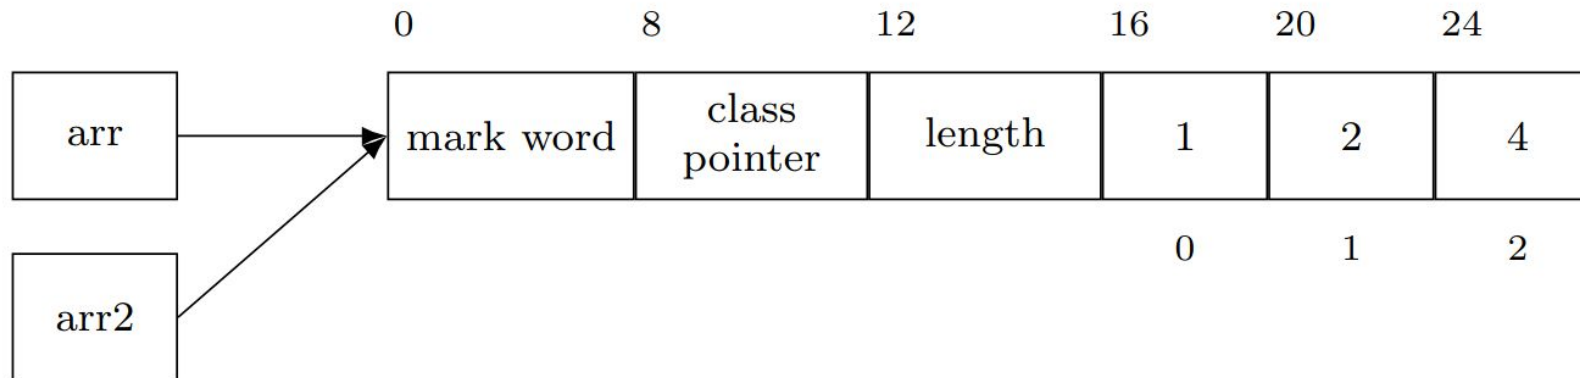 0 8 12 16 20 24
arr
mark word
class
pointer
length
1
2
4
0 1 2
arr2